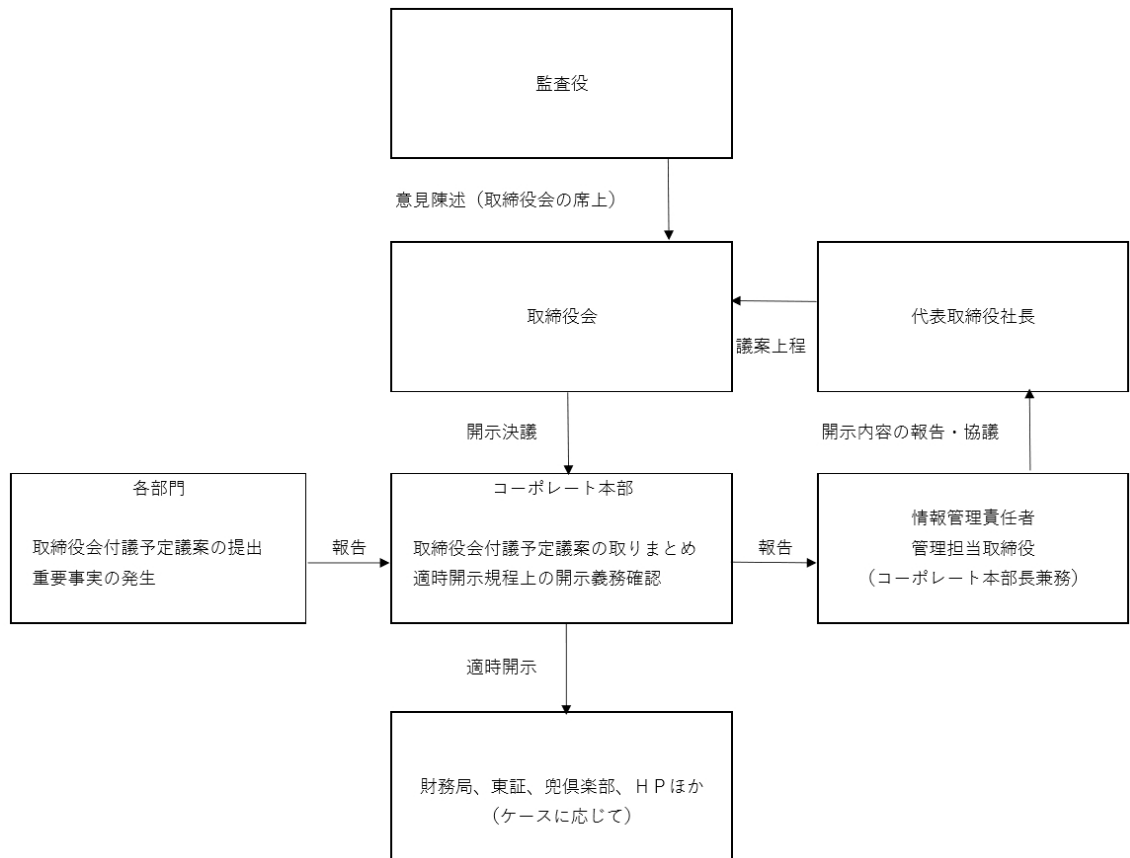 監査役
意見陳述（取締役会の席上）
取締役会
代表取締役社長
議案上程
開示決議
開示内容の報告・協議
各部門
取締役会付議予定議案の提出
重要事実の発生
報告
コーポレート本部
取締役会付議予定議案の取りまとめ
適時開示規程上の開示義務確認
報告
情報管理責任者
管理担当取締役
（コーポレート本部長兼務）
適時開示
財務局、東証、兜倶楽部、ＨＰほか
（ケースに応じて）